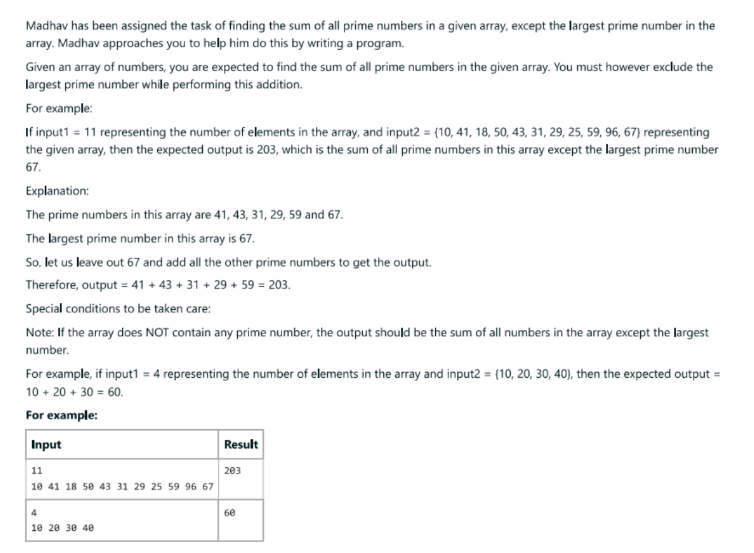 Madhav has been assigned the task of finding the sum of all prime numbers in a given array, except the largest prime number in the
array. Madhav approaches you to help him do this by writing a program.
Given an array of numbers, you are expected to find the sum of all prime numbers in the given array. You must however exclude the
largest prime number while performing this addition.
For example:
If input1 = 11 representing the number of elements in the array, and input2 = {10, 41, 18, 50, 43, 31, 29, 25, 59, 96, 67} representing
the given array, then the expected output is 203, which is the sum of all prime numbers in this array except the largest prime number
67.
Explanation:
The prime numbers in this array are 41, 43, 31, 29, 59 and 67.
The largest prime number in this array is 67.
So, let us leave out 67 and add all the other prime numbers to get the output.
Therefore, output = 41 + 43 + 31 + 29 + 59 = 203.
Special conditions to be taken care:
Note: If the array does NOT contain any prime number, the output should be the sum of all numbers in the array except the largest
number.
For example, if input1 = 4 representing the number of elements in the array and input2 = {10, 20, 30, 40}, then the expected output =
10 + 20 + 30 = 60.
For example:
Input Result
11 203
10 41 18 50 43 31 29 25 59 96 67
4 60
10 20 30 40